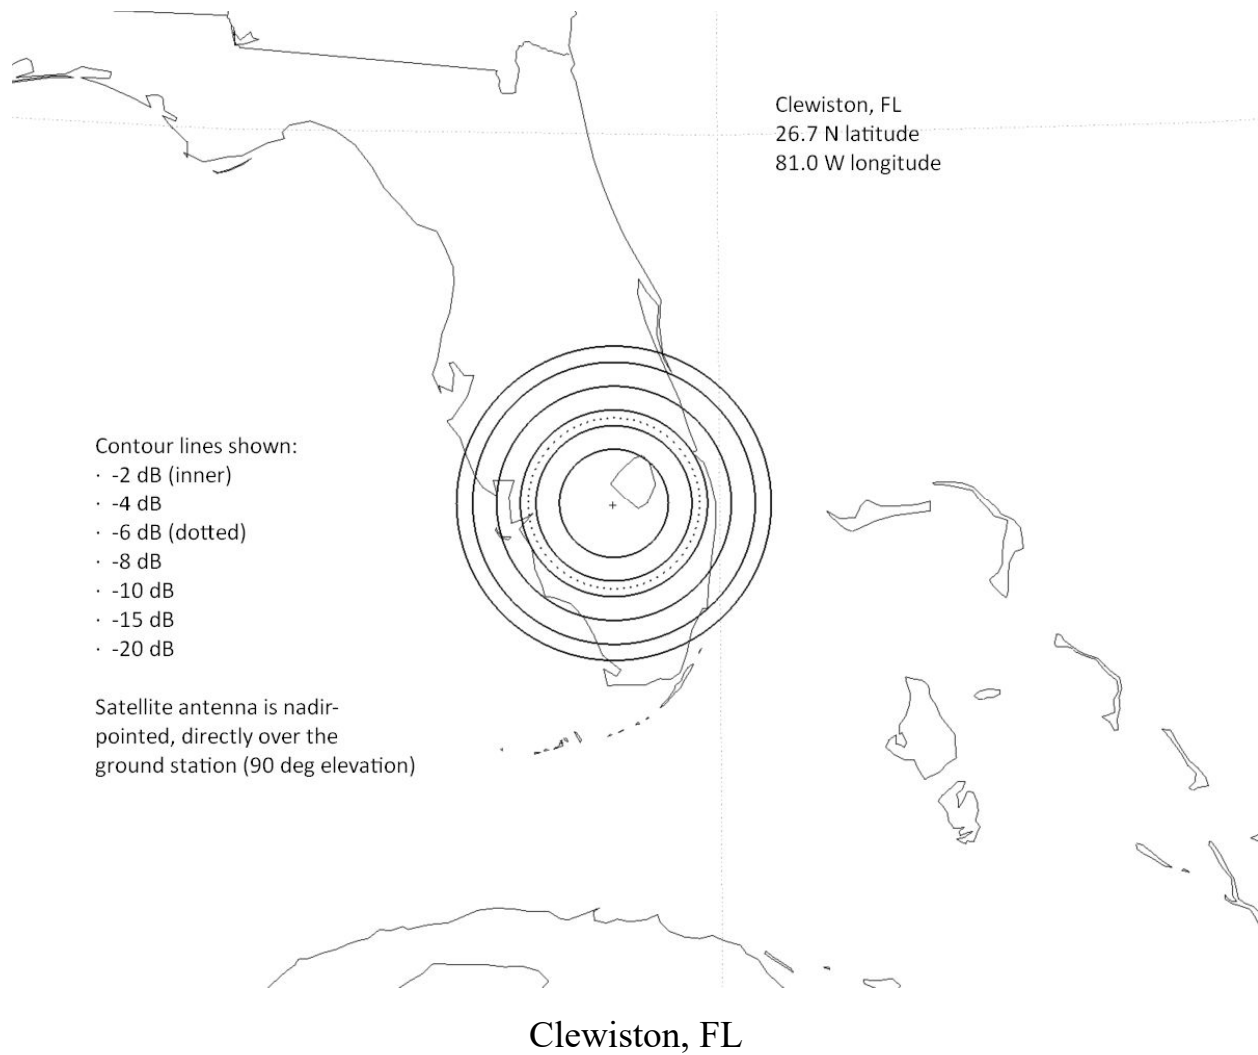 Clewiston, FL
26.7 N latitude
81.0 W longitude
Contour lines shown:
· -2 dB (inner)
· -4 dB
· -6 dB (dotted)
· -8 dB
· -10 dB
· -15 dB
· -20 dB
Satellite antenna is nadir-
pointed, directly over the
ground station (90 deg elevation)
Clewiston, FL